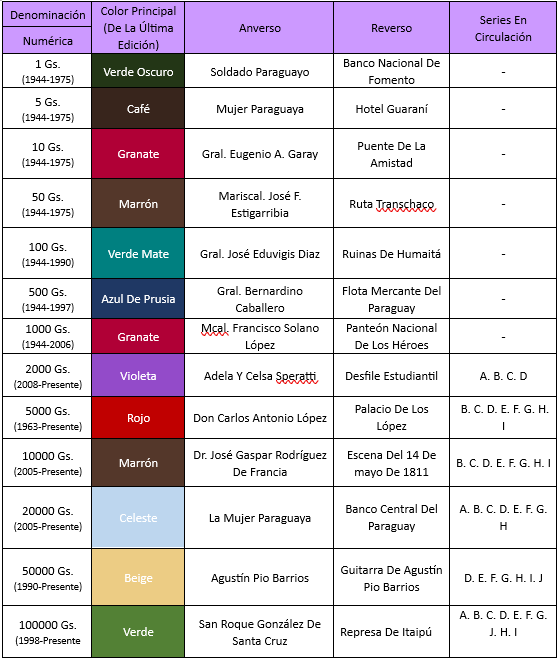 Denominación
Numérica
Color Principal
(De La Última
Edición)
Anverso
Reverso
Series En
Circulación
1 Gs.
(1944-1975)
Verde Oscuro
Soldado Paraguayo
Banco Nacional De
Fomento
-
5 Gs.
(1944-1975)
Café
Mujer Paraguaya
Hotel Guaraní
-
10 Gs.
(1944-1975)
Granate
Gral. Eugenio A. Garay
Puente De La
Amistad
-
50 Gs.
(1944-1975)
Marrón
Mariscal. José F.
Estigarribia
Ruta Transchaco
-
100 Gs.
(1944-1990)
Verde Mate
Gral. José Eduvigis Diaz
Ruinas De Humaitá
-
500 Gs.
(1944-1997)
Azul De Prusia
Gral. Bernardino
Caballero
Flota Mercante Del
Paraguay
-
1000 Gs.
(1944-2006)
Granate
Mcal. Francisco Solano
López
Panteón Nacional
De Los Héroes
-
2000 Gs.
(2008-Presente)
Violeta
Adela Y Celsa Speratti
Desfile Estudiantil
A. B. C. D
5000 Gs.
(1963-Presente)
Rojo
Don Carlos Antonio López
Palacio De Los
López
B. C. D. E. F. G. H.
I
10000 Gs.
(2005-Presente)
Marrón
Dr. José Gaspar Rodríguez
De Francia
Escena Del 14 De
mayo De 1811
B. C. D. E. F. G. H. I
20000 Gs.
(2005-Presente)
Celeste
La Mujer Paraguaya
Banco Central Del
Paraguay
A. B. C. D. E. F. G.
H
50000 Gs.
(1990-Presente)
Beige
Agustín Pio Barrios
Guitarra De Agustín
Pio Barrios
D. E. F. G. H. I. J
100000 Gs.
(1998-Presente
Verde
San Roque González De
Santa Cruz
Represa De Itaipú
A. B. C. D. E. F. G.
J. H. I